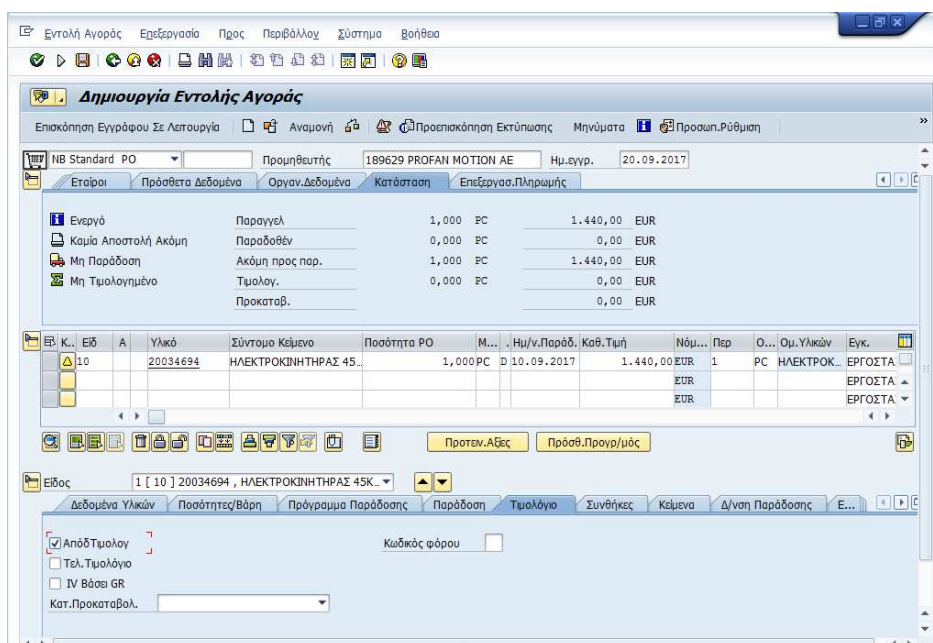 Εντολή Αγοράς Επεξεργασία Προς Περιβάλλον Σύστημα Βοήθεια
Δημιουργία Εντολής Αγοράς
Επισκόπηση Εγγράφου Σε Λειτουργία Αναμονή Προεπισκόπηση Εκτύπωσης Μηνύματα Προσωπ.Ρύθμιση
NB Standard PO Προμηθευτής 189629 PROFAN MOTION AE Ημ.εγγρ. 20.09.2017
Εταίροι Πρόσθετα Δεδομένα Οργαν.Δεδομένα Κατάσταση Επεξεργασ.Πληρωμής
Ενεργό Παραγγελ 1,000 PC 1.440,00 EUR
Καμία Αποστολή Ακόμη Παραδοθέν 0,000 PC 0,00 EUR
Μη Παράδοση Ακόμη προς παρ. 1,000 PC 1.440,00 EUR
Μη Τιμολογημένο Τιμολογ. 0,000 PC 0,00 EUR
Προκαταβ. 0,00 EUR
Κ.. Είδ Α Υλικό Σύντομο Κείμενο Ποσότητα PO Μ... . Ημ/ν.Παράδ. Καθ.Τιμή Νόμ... Περ Ο... Ομ.Υλικών Εγκ.
10 20034694 ΗΛΕΚΤΡΟΚΙΝΗΤΗΡΑΣ 45.. 1,000 PC D 10.09.2017 1.440,00 EUR 1 PC ΗΛΕΚΤΡΟΚ.. ΕΡΓΟΣΤΑ
EUR ΕΡΓΟΣΤΑ
EUR ΕΡΓΟΣΤΑ
Προτειν.Αξίες Πρόσθ.Προγρ/μός
Είδος 1 [ 10 ] 20034694 , ΗΛΕΚΤΡΟΚΙΝΗΤΗΡΑΣ 45Κ..
Δεδομένα Υλικών Ποσότητες/Βάρη Πρόγραμμα Παράδοσης Παράδοση Τιμολόγιο Συνθήκες Κείμενα Δ/νση Παράδοσης Ε...
ΑπόδΤιμολογ Κωδικός φόρου
Τελ.Τιμολόγιο
IV Βάσει GR
Κατ.Προκαταβολ.